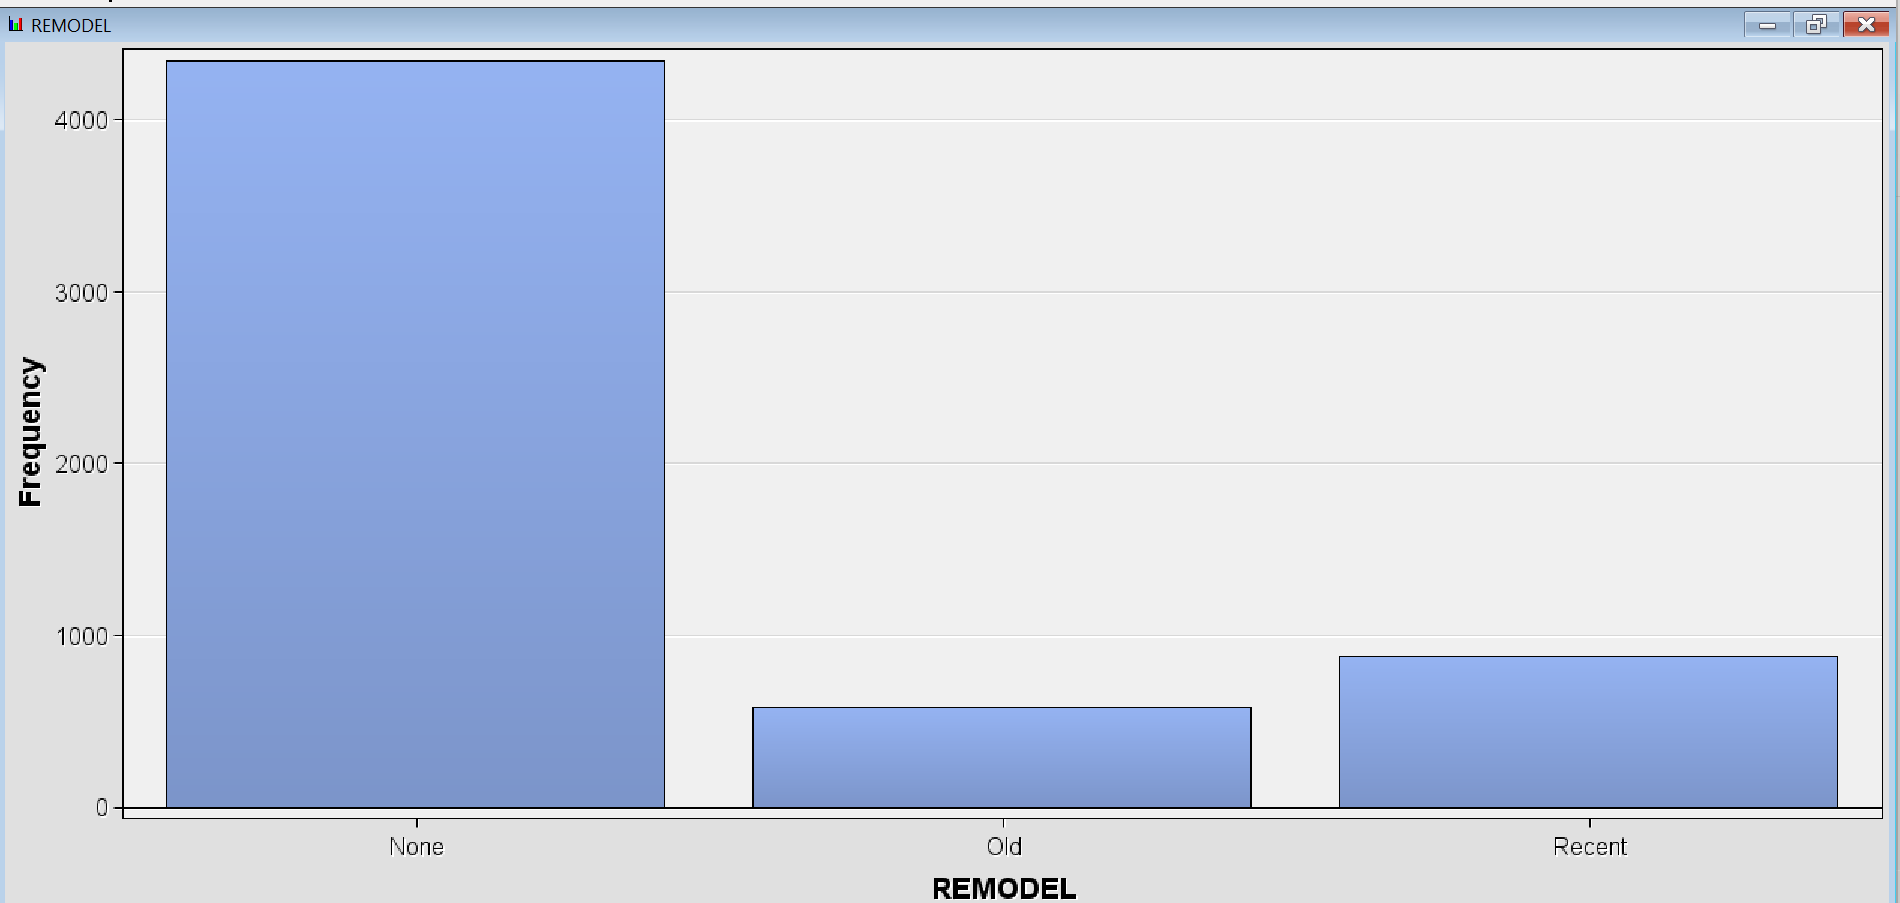 REMODEL
4000
3000
2000
1000
0
Frequency
None
Old
Recent
REMODEL